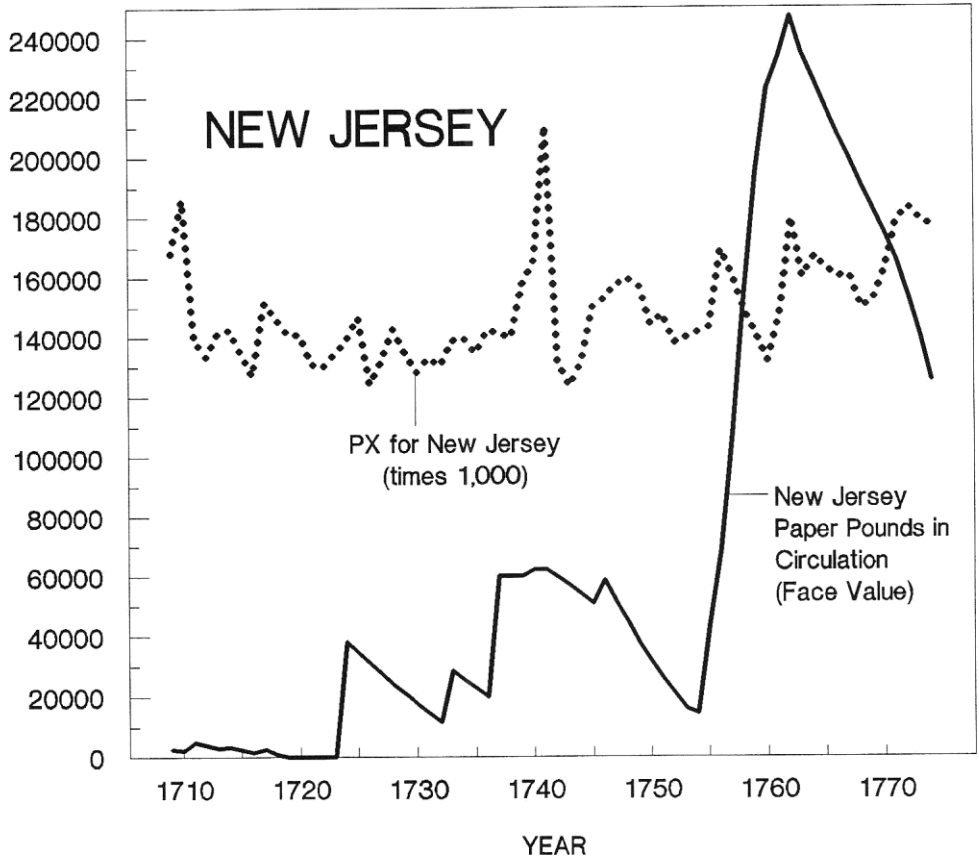 240000
220000
200000
180000
160000
140000
120000
100000
80000
60000
40000
20000
0
NEW JERSEY
PX for New Jersey
(times 1,000)
New Jersey
Paper Pounds in
Circulation
(Face Value)
1710 1720 1730 1740 1750 1760 1770
YEAR